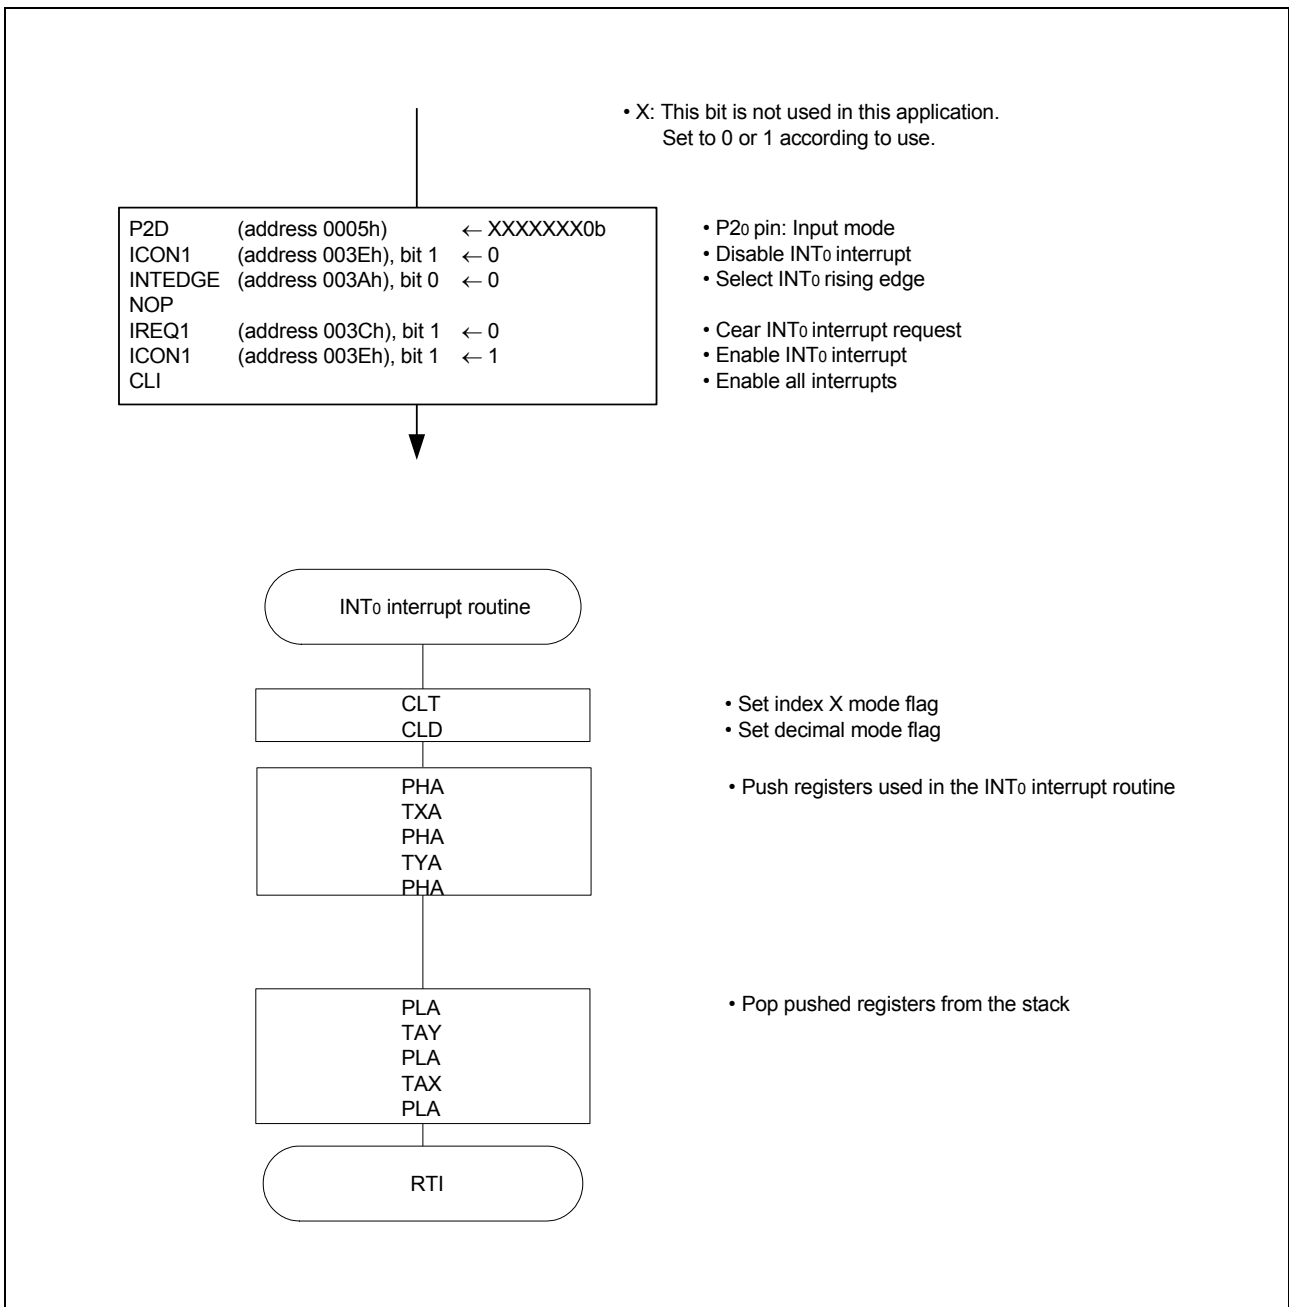 • X: This bit is not used in this application.
Set to 0 or 1 according to use.
P2D (address 0005h) ← XXXXXXX0b • P20 pin: Input mode
ICON1 (address 003Eh), bit 1 ← 0 • Disable INT0 interrupt
INTEDGE (address 003Ah), bit 0 ← 0 • Select INT0 rising edge
NOP
IREQ1 (address 003Ch), bit 1 ← 0 • Cear INT0 interrupt request
ICON1 (address 003Eh), bit 1 ← 1 • Enable INT0 interrupt
CLI • Enable all interrupts
INT0 interrupt routine
CLT • Set index X mode flag
CLD • Set decimal mode flag
PHA • Push registers used in the INT0 interrupt routine
TXA
PHA
TYA
PHA
PLA • Pop pushed registers from the stack
TAY
PLA
TAX
PLA
RTI